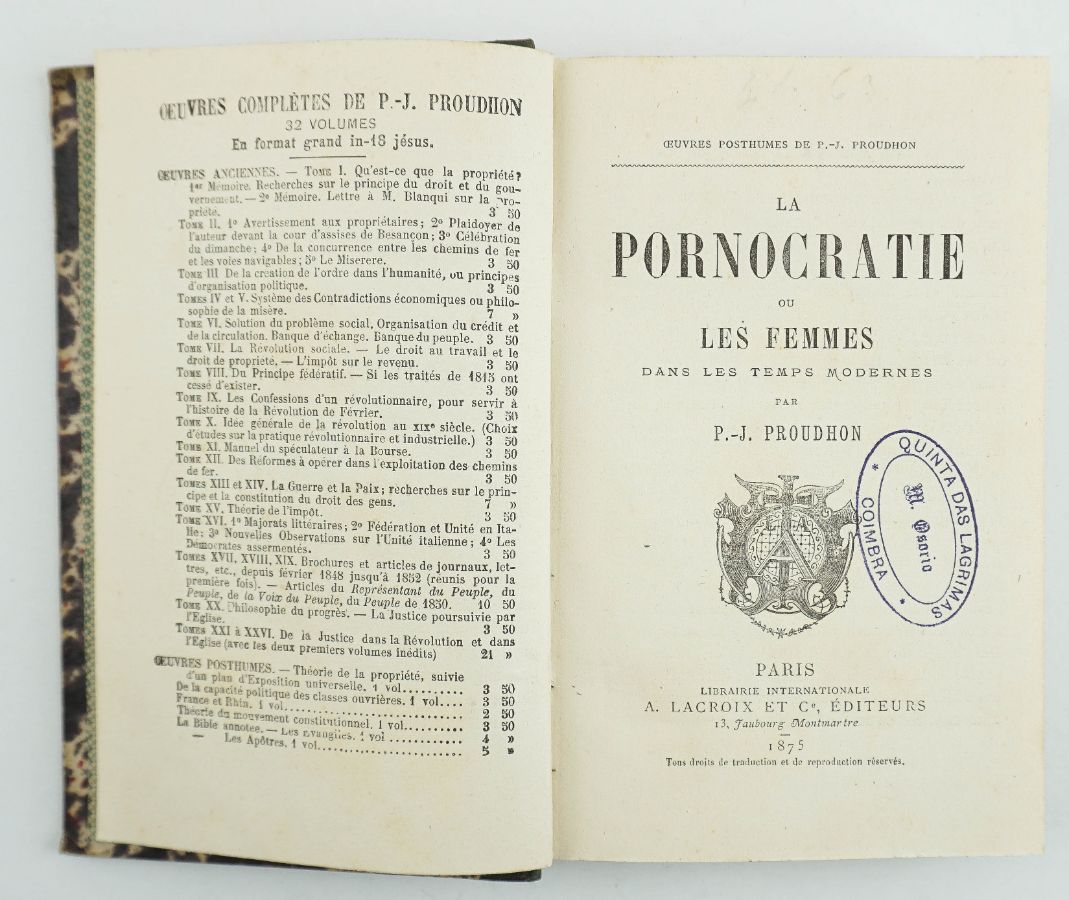 ŒUVRES COMPLÈTES DE P.-J. PROUDHON
32 VOLUMES
En format grand in-18 jésus.
ŒUVRES ANCIENNES. — TOME I. Qu'est-ce que la propriété?
1er Mémoire. Recherches sur le principe du droit et du gou-
vernement. — 2e Mémoire. Lettre à M. Blanqui sur la pro-
priété. 3 50
TOME II. 1o Avertissement aux propriétaires; 2o Plaidoyer de
l'auteur devant la cour d'assises de Besançon; 3o Célébration
du dimanche; 4o De la concurrence entre les chemins de fer
et les voies navigables; 5o Le Miserere. 3 50
TOME III De la création de l'ordre dans l'humanité, ou principes
d'organisation politique. 3 50
TOMES IV et V. Système des Contradictions économiques ou philo-
sophie de la misère. 7 »
TOME VI. Solution du problème social. Organisation du crédit et
de la circulation. Banque d'échange. Banque du peuple. 3 50
TOME VII. La Révolution sociale. — Le droit au travail et le
droit de propriété. — L'impôt sur le revenu. 3 50
TOME VIII. Du Principe fédératif. — Si les traités de 1815 ont
cessé d'exister. 3 50
TOME IX. Les Confessions d'un révolutionnaire, pour servir à
l'histoire de la Révolution de Février. 3 50
TOME X. Idée générale de la révolution au XIXe siècle. (Choix
d'études sur la pratique révolutionnaire et industrielle.) 3 50
TOME XI. Manuel du spéculateur à la Bourse. 3 50
TOME XII. Des Réformes à opérer dans l'exploitation des chemins
de fer. 3 50
TOMES XIII et XIV. La Guerre et la Paix; recherches sur le prin-
cipe et la constitution du droit des gens. 7 »
TOME XV. Théorie de l'impôt. 3 50
TOME XVI. 1o Majorats littéraires; 2o Fédération et Unité en Ita-
lie; 3o Nouvelles Observations sur l'Unité italienne; 4o Les
Démocrates assermentés. 3 50
TOMES XVII, XVIII, XIX. Brochures et articles de journaux, let-
tres, etc., depuis février 1848 jusqu'à 1852 (réunis pour la
première fois). — Articles du Représentant du Peuple, du
Peuple, de la Voix du Peuple, du Peuple de 1850. 10 50
TOME XX. Philosophie du progrès. — La Justice poursuivie par
l'Eglise. 3 50
TOMES XXI à XXVI. De la Justice dans la Révolution et dans
l'Eglise (avec les deux premiers volumes inédits) 21 »
ŒUVRES POSTHUMES. — Théorie de la propriété, suivie
d'un plan d'Exposition universelle. 1 vol.......... 3 50
De la capacité politique des classes ouvrières. 1 vol.... 3 50
France et Rhin. 1 vol........ 2 50
Théorie du mouvement constitutionnel. 1 vol.......... 3 50
La Bible annotée. — Les Evangiles. 1 vol ............ 4 »
— Les Apôtres. 1 vol........................ 5 »
ŒUVRES POSTHUMES DE P.-J. PROUDHON
LA
PORNOCRATIE
OU
LES FEMMES
DANS LES TEMPS MODERNES
PAR
P.-J. PROUDHON
QUINTA DAS LAGRIMAS
M. Osorio
* COIMBRA *
PARIS
LIBRAIRIE INTERNATIONALE
A. LACROIX ET Ce, ÉDITEURS
13, Faubourg Montmartre
1875
Tous droits de traduction et de reproduction réservés.